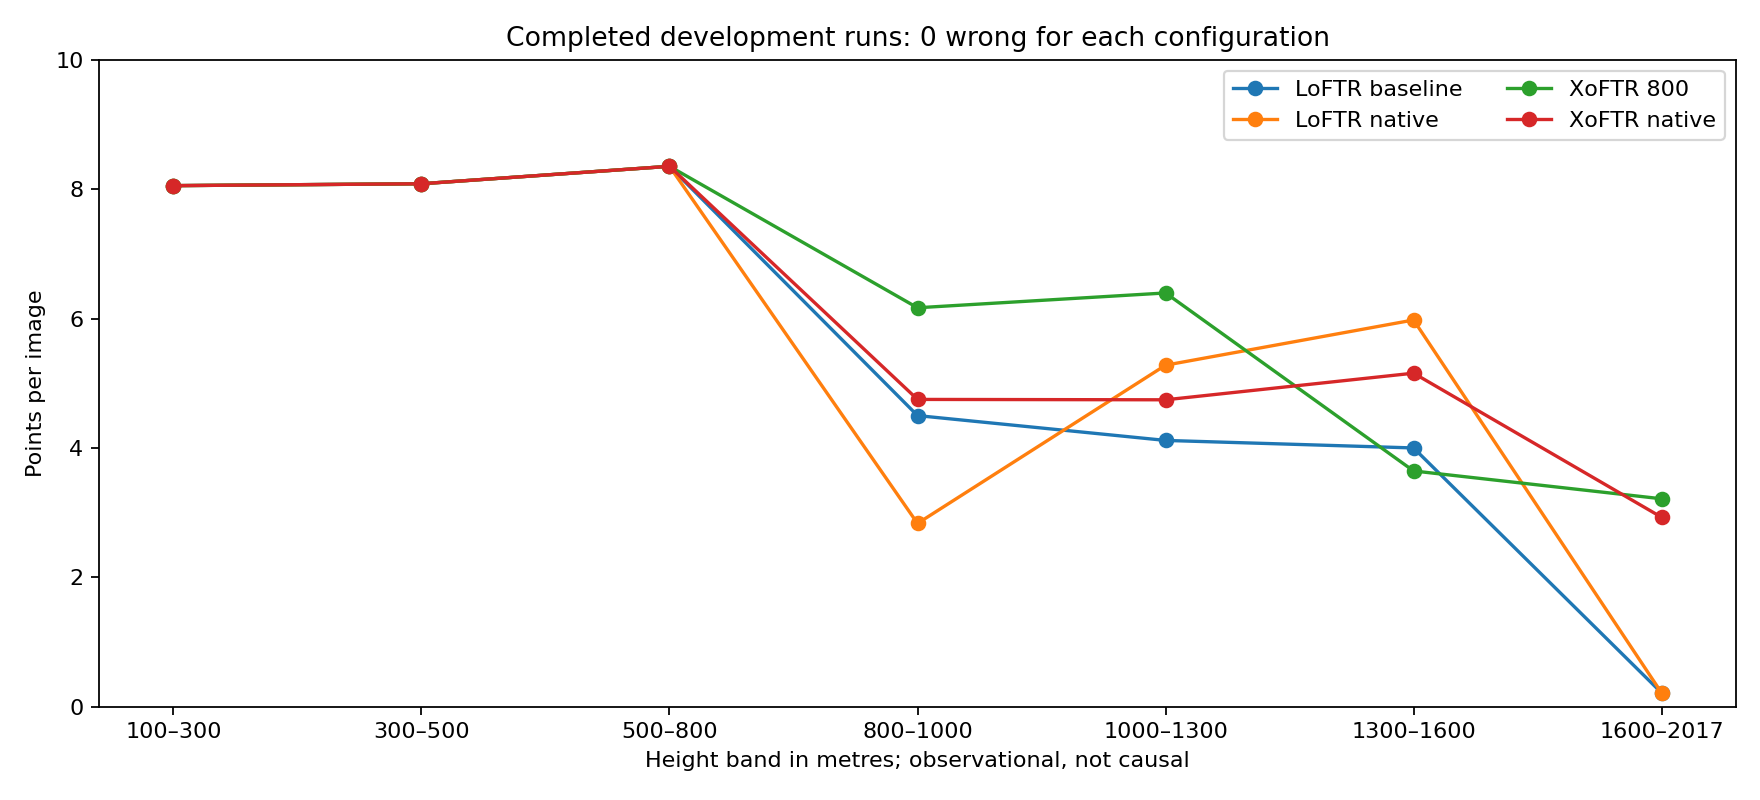 Completed development runs: 0 wrong for each configuration
LoFTR baseline
LoFTR native
XoFTR 800
XoFTR native
Points per image
10
8
6
4
2
0
100–300
300–500
500–800
800–1000
1000–1300
1300–1600
1600–2017
Height band in metres; observational, not causal